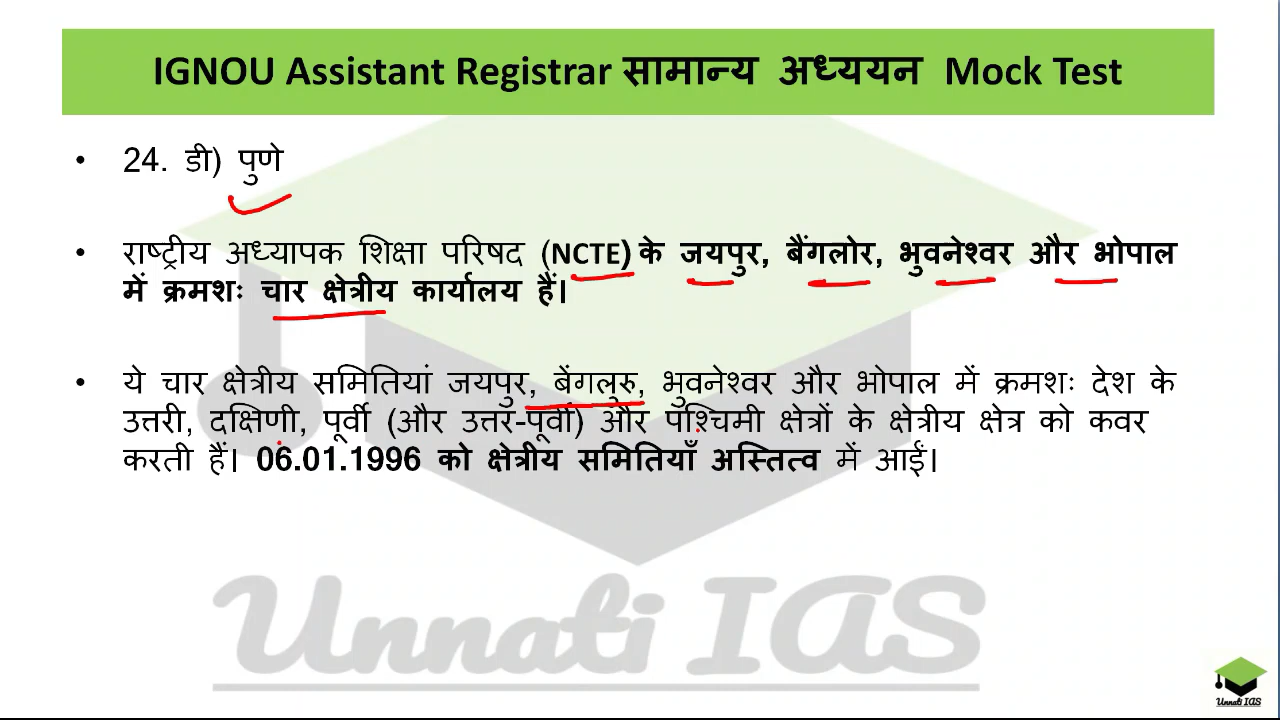 IGNOU Assistant Registrar सामान्य अध्ययन Mock Test
• 24. डी) पुणे
• राष्ट्रीय अध्यापक शिक्षा परिषद (NCTE) के जयपुर, बैंगलोर, भुवनेश्वर और भोपाल
में क्रमशः चार क्षेत्रीय कार्यालय हैं।
• ये चार क्षेत्रीय समितियां जयपुर, बेंगलुरु, भुवनेश्वर और भोपाल में क्रमशः देश के
उत्तरी, दक्षिणी, पूर्वी (और उत्तर-पूर्वी) और पश्चिमी क्षेत्रों के क्षेत्रीय क्षेत्र को कवर
करती हैं। 06.01.1996 को क्षेत्रीय समितियाँ अस्तित्व में आईं।
Unnati IAS
Unnati IAS